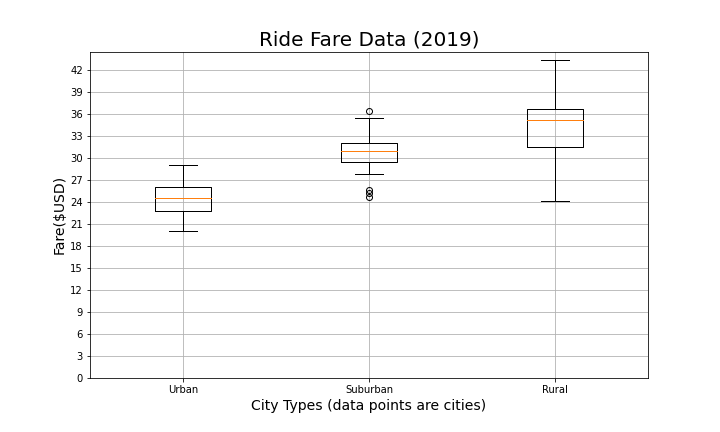 Ride Fare Data (2019)
Fare($USD)
42
39
36
33
30
27
24
21
18
15
12
9
6
3
0
Urban
Suburban
Rural
City Types (data points are cities)